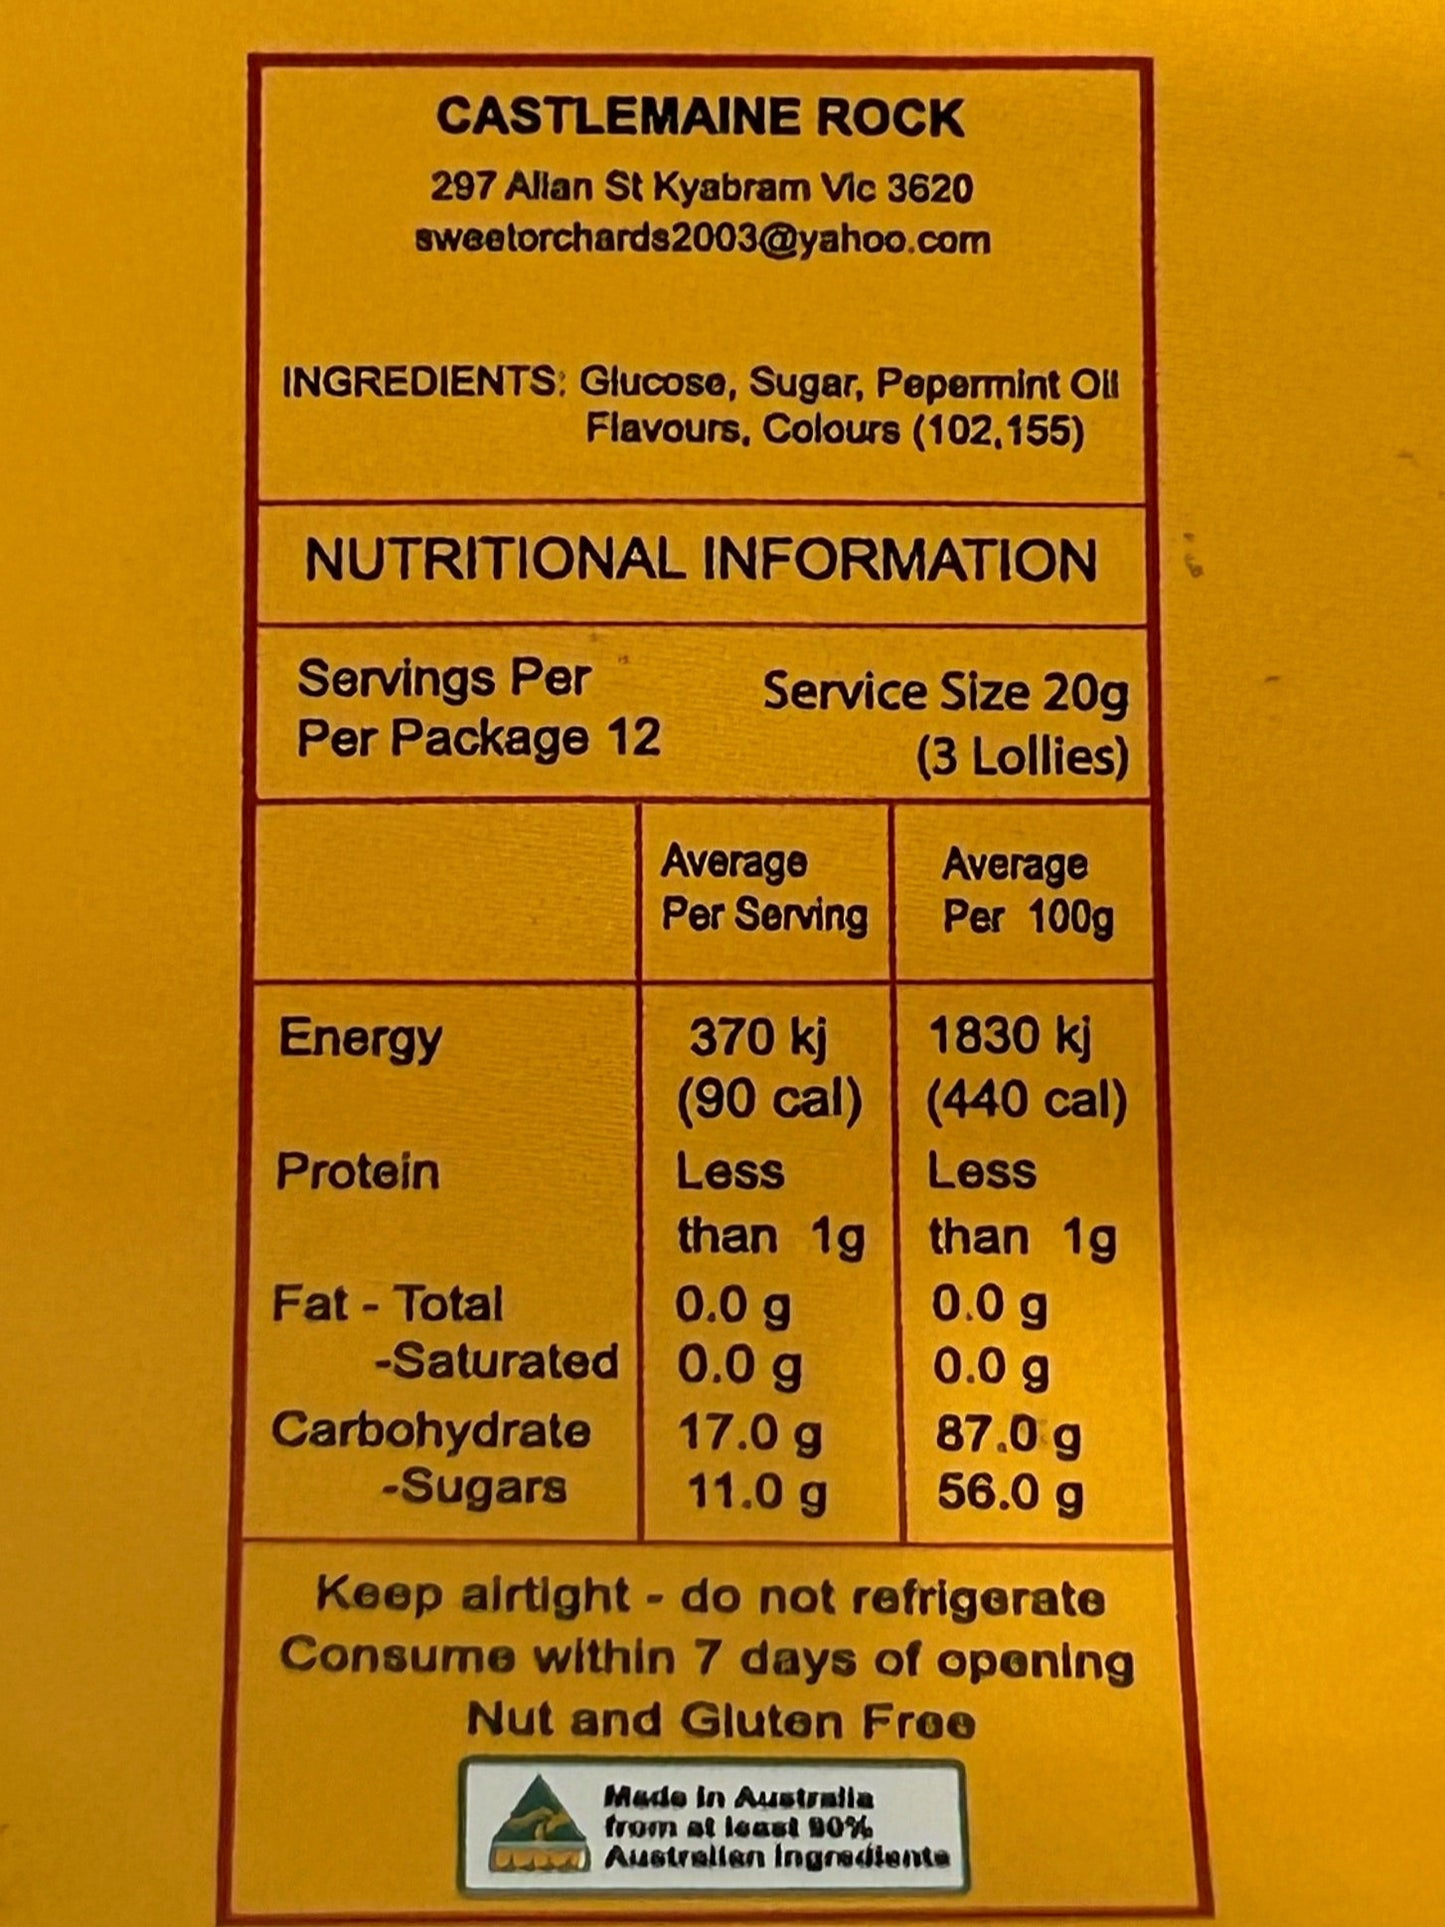 CASTLEMAINE ROCK
297 Allan St Kyabram Vic 3620
sweetorchards2003@yahoo.com
INGREDIENTS: Glucose, Sugar, Pepermint Oil
Flavours, Colours (102,155)
NUTRITIONAL INFORMATION
Servings Per
Per Package 12
Service Size 20g
(3 Lollies)
Average
Per Serving
Average
Per 100g
Energy 370 kj 1830 kj
(90 cal) (440 cal)
Protein Less Less
than 1g than 1g
Fat - Total 0.0 g 0.0 g
-Saturated 0.0 g 0.0 g
Carbohydrate 17.0 g 87.0 g
-Sugars 11.0 g 56.0 g
Keep airtight - do not refrigerate
Consume within 7 days of opening
Nut and Gluten Free
Made in Australia
from at least 90%
Australian ingredients